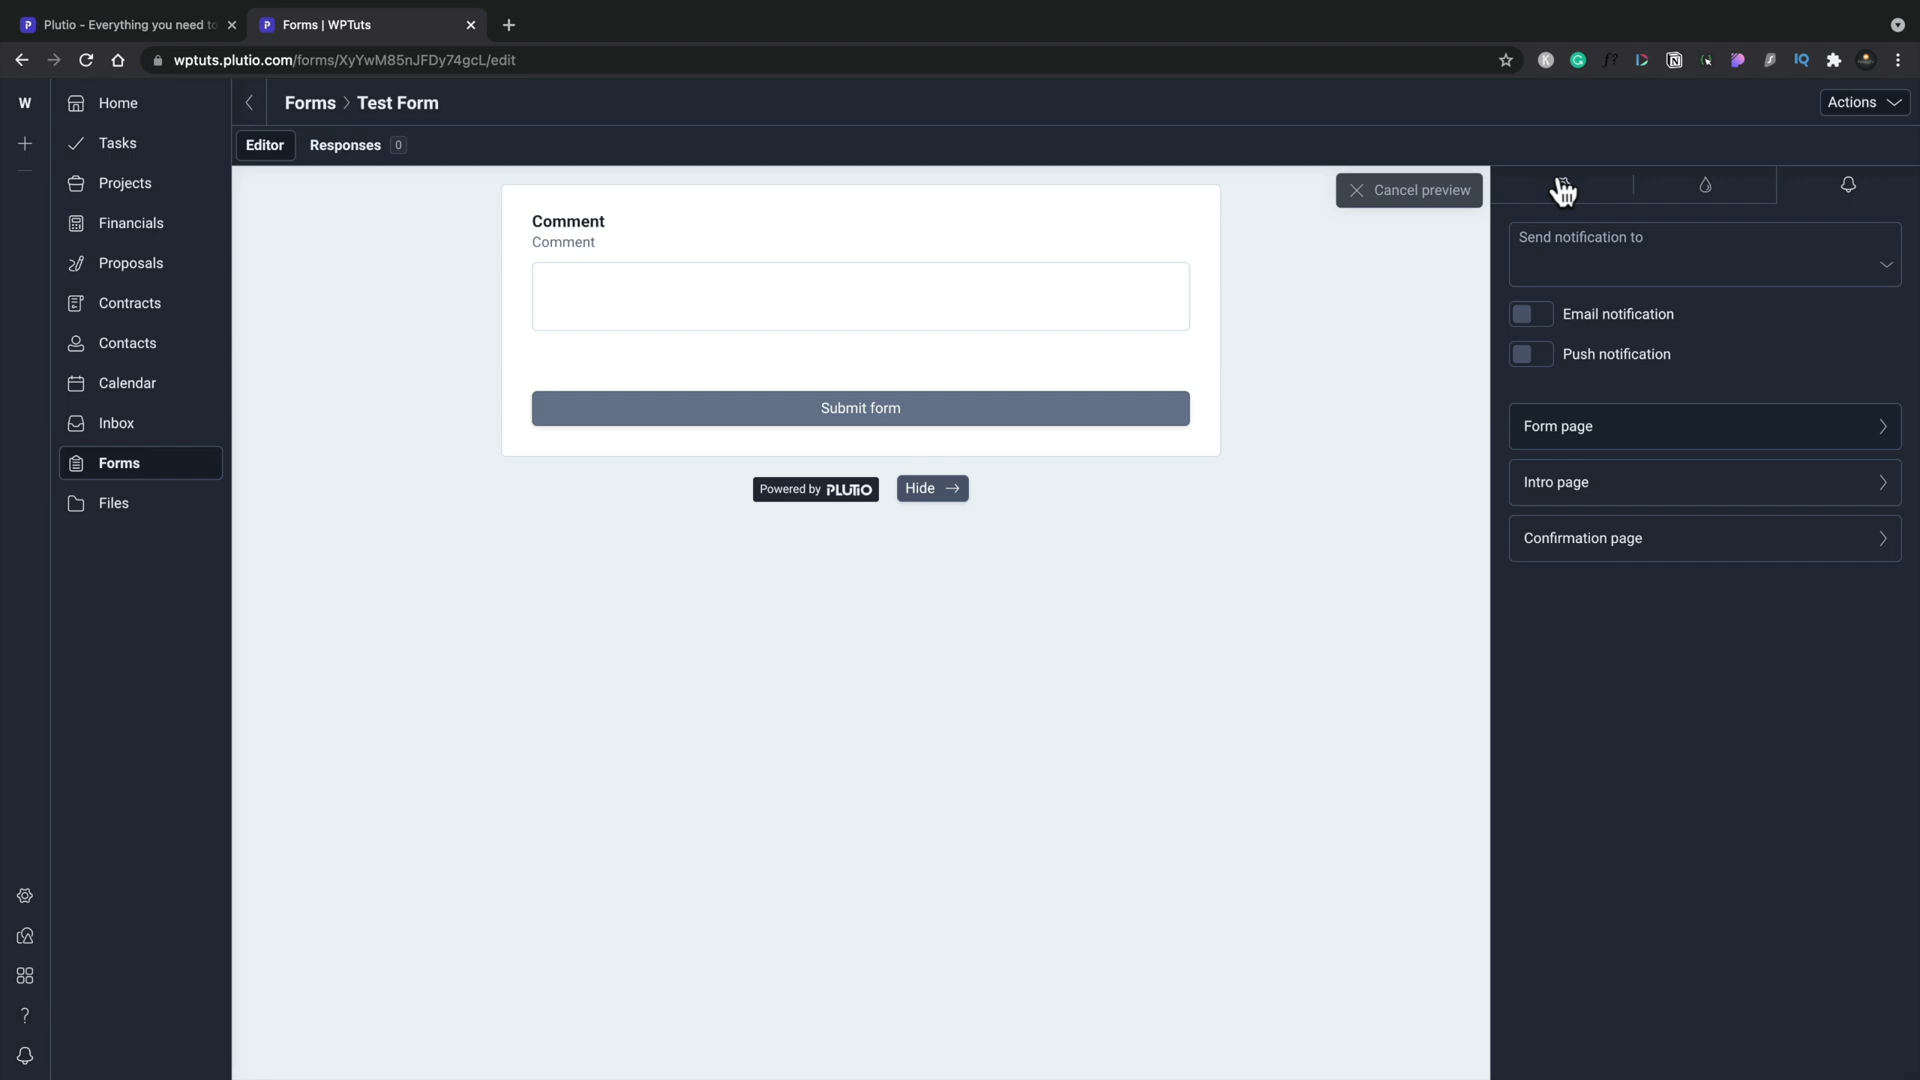 Plutio - Everything you need to
Forms | WPTuts
wptuts.plutio.com/forms/XyYwM85nJFDy74gcL/edit
W
Home
Tasks
Projects
Financials
Proposals
Contracts
Contacts
Calendar
Inbox
Forms
Files
Forms > Test Form
Actions
Editor
Responses 0
Cancel preview
Comment
Comment
Submit form
Powered by PLUTIO
Hide →
Send notification to
Email notification
Push notification
Form page
Intro page
Confirmation page